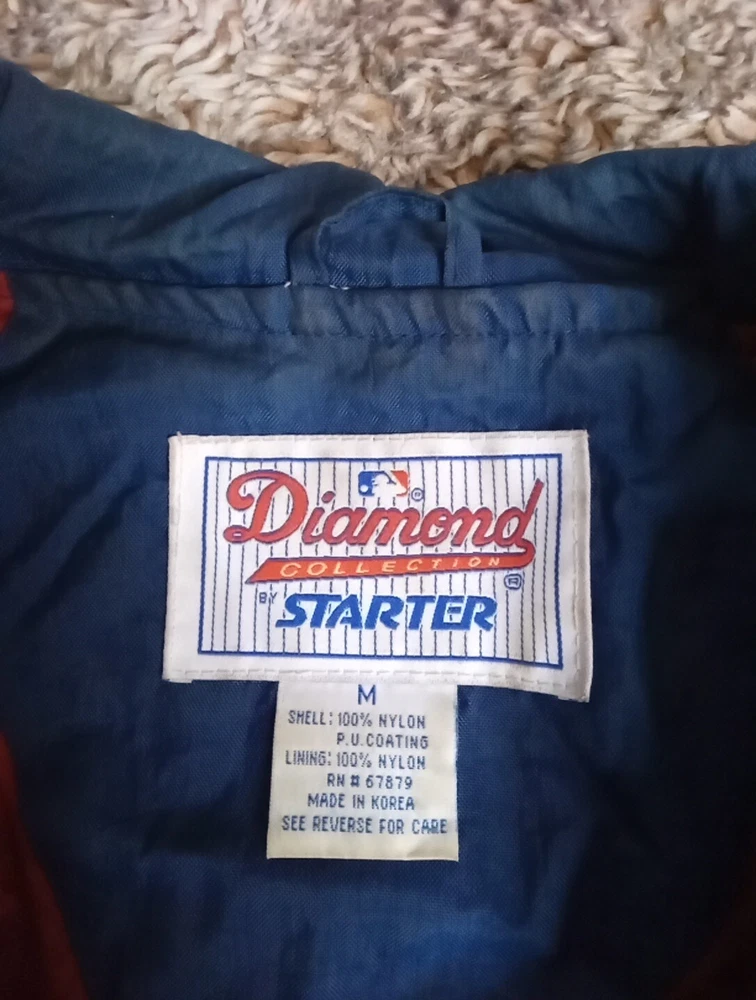 Diamond ®
COLLECTION ®
BY STARTER
M
SHELL: 100% NYLON
P.U.COATING
LINING: 100% NYLON
RN # 67879
MADE IN KOREA
SEE REVERSE FOR CARE